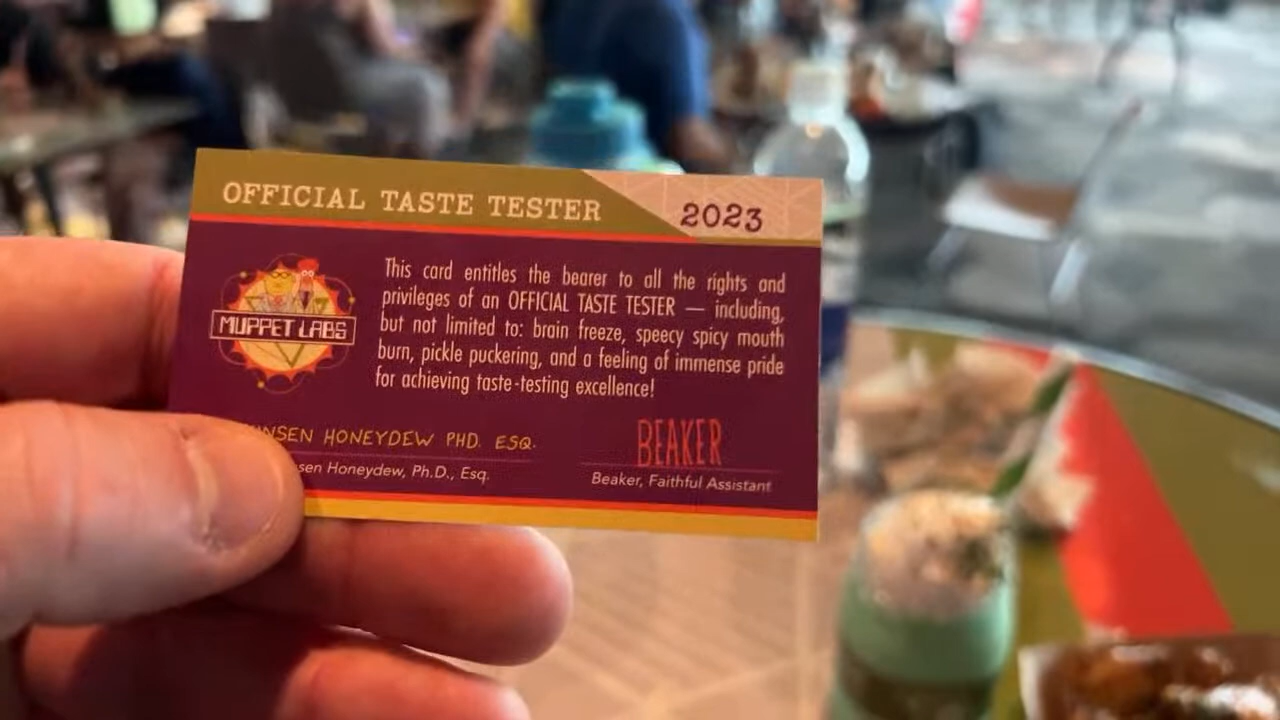 OFFICIAL TASTE TESTER
2023
MUPPET LABS
This card entitles the bearer to all the rights and
privileges of an OFFICIAL TASTE TESTER — including,
but not limited to: brain freeze, speecy spicy mouth
burn, pickle puckering, and a feeling of immense pride
for achieving taste-testing excellence!
HONEYDEW PHD. ESQ.
Honeydew, Ph.D., Esq.
BEAKER
Beaker, Faithful Assistant